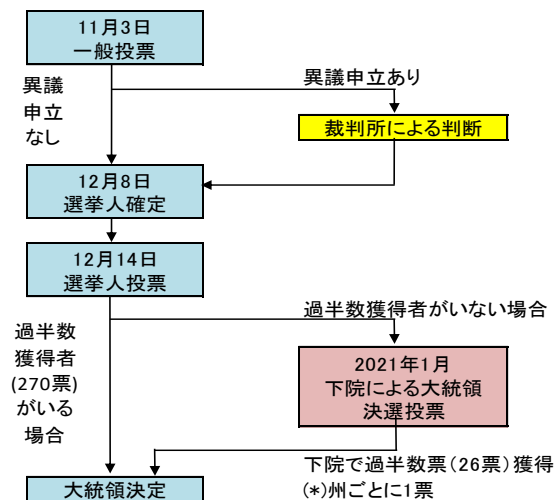 11月3日
一般投票
異議申立あり
異議
申立
なし
裁判所による判断
12月8日
選挙人確定
12月14日
選挙人投票
過半数獲得者がいない場合
過半数
獲得者
(270票)
がいる
場合
2021年1月
下院による大統領
決選投票
下院で過半数票(26票)獲得
(*)州ごとに1票
大統領決定